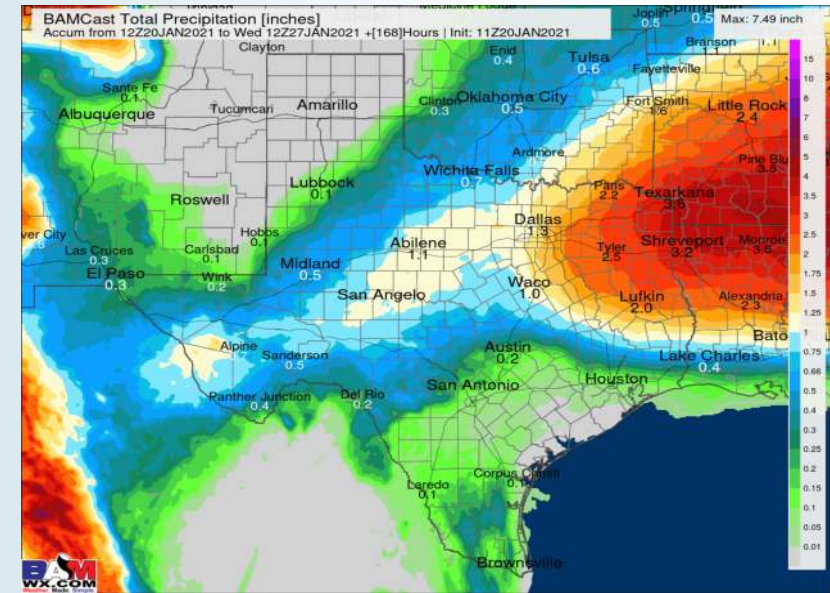 BAMCast Total Precipitation [inches]
Accum from 12Z20JAN2021 to Wed 12Z27JAN2021 +[168]Hours | Init: 11Z20JAN2021
Max: 7.49 inch
Joplin
0.5
0.5
Clayton
Enid
0.4
Tulsa
0.6
Branson
1.1
1.1
Fayetteville
Santa Fe
0.1
Albuquerque
Tucumcari
Amarillo
Clinton
0.3
Oklahoma City
0.5
Fort Smith
1.6
Little Rock
2.4
Ardmore
Wichita Falls
Pine Blu
3.5
Roswell
Lubbock
0.1
Paris
2.2
Texarkana
3.6
Hobbs
0.1
Carlsbad
0.1
ver City
Las Cruces
0.3
El Paso
0.3
Wink
0.2
Midland
0.5
Abilene
1.1
Dallas
1.3
Tyler
2.5
Shreveport
3.2
Monroe
3.6
San Angelo
Waco
1.0
Lufkin
2.0
Alexandria
2.3
Bato
Alpine
Sanderson
0.5
Austin
0.2
Lake Charles
0.4
Panther Junction
0.4
Del Rio
0.2
San Antonio
Houston
Laredo
0.1
Corpus Christi
0.1
Brownsville
15
10
8
7
6
5
4
3.5
3
2.5
2
1.75
1.5
1.25
1
0.75
0.66
0.5
0.4
0.3
0.25
0.2
0.15
0.1
0.05
0.01
BAM
WX.COM
Weather Made Simple